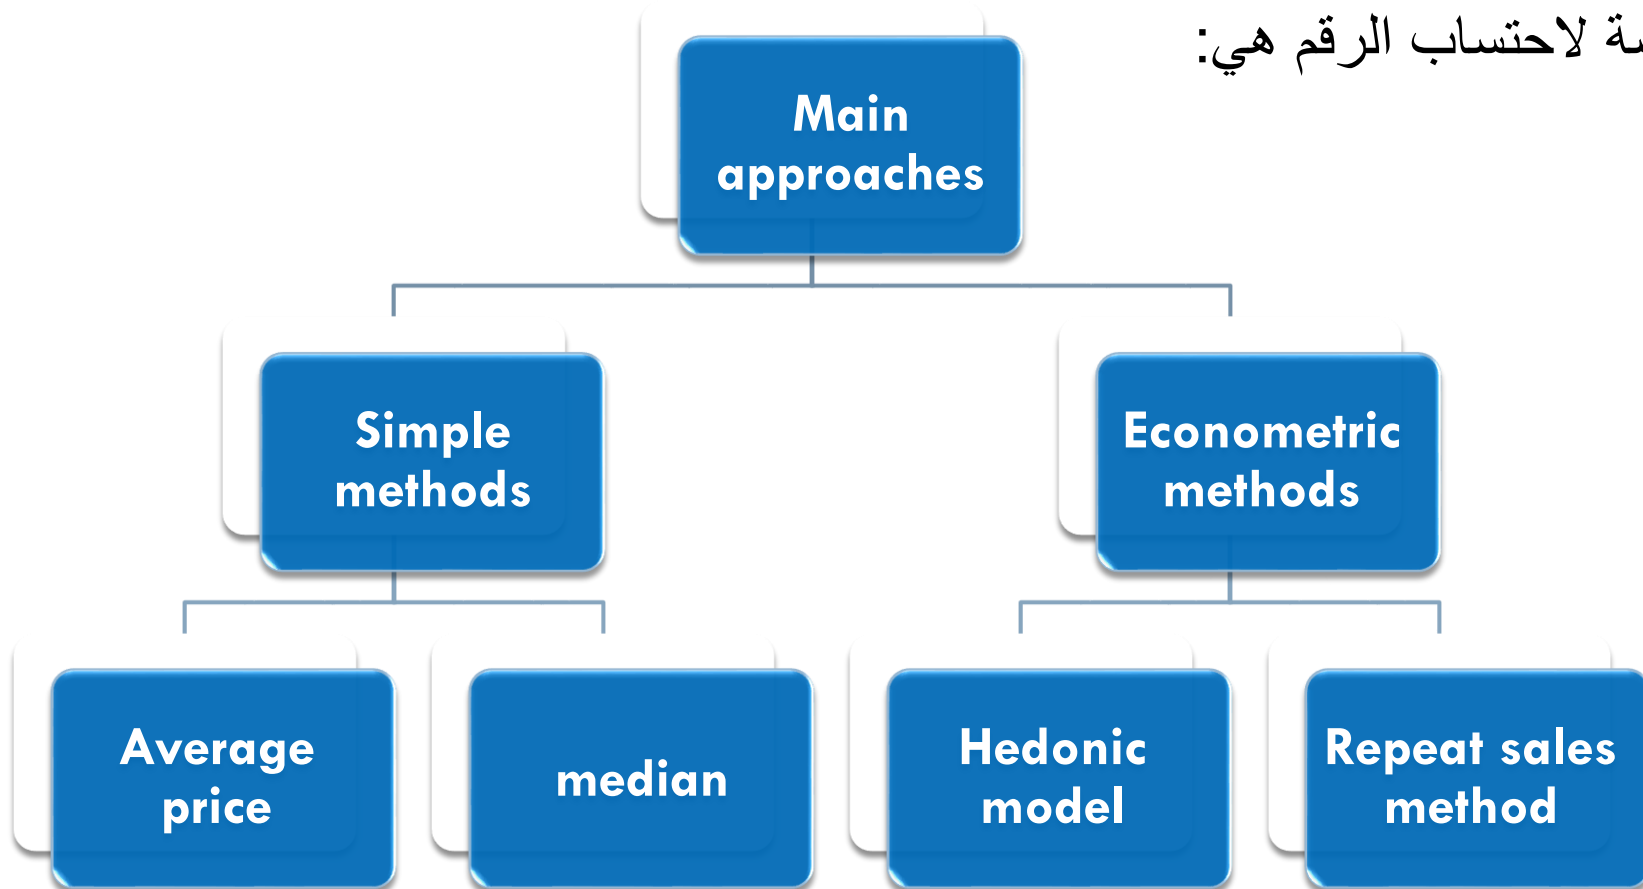 لاحتساب الرقم هي:
Main
approaches
Simple
methods
Econometric
methods
Average
price
median
Hedonic
model
Repeat sales
method